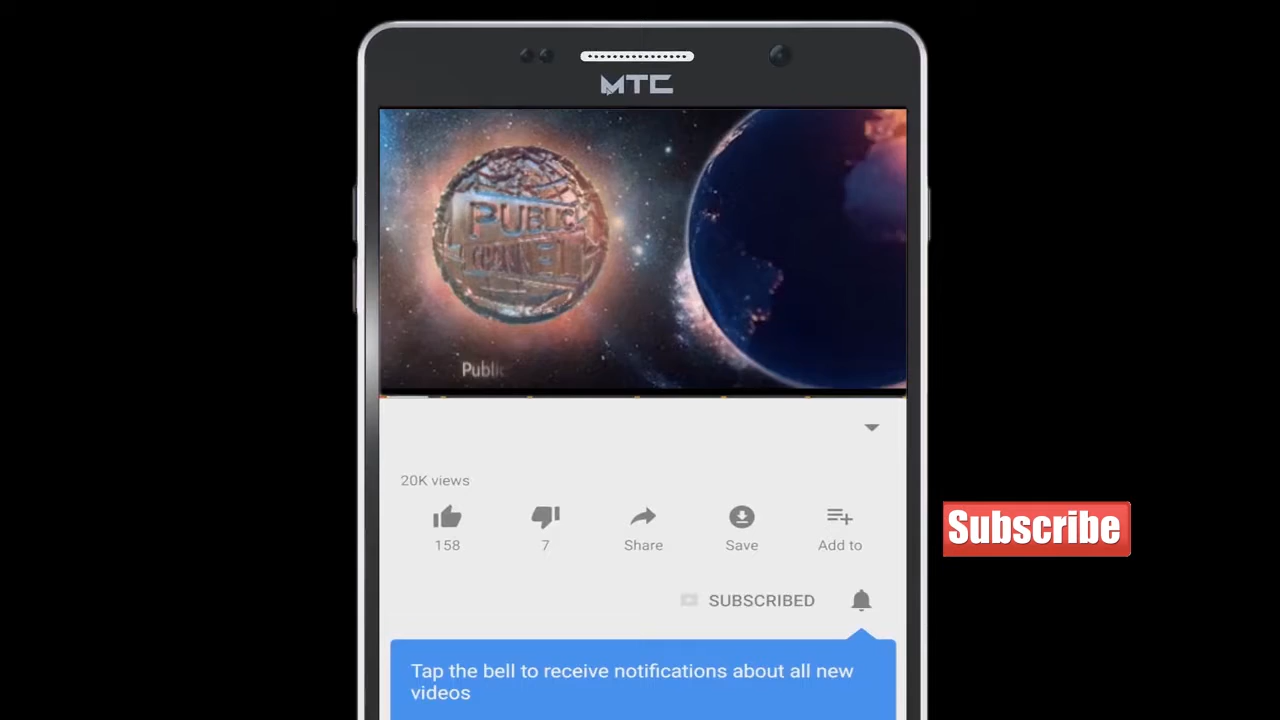 MTC
PUBLIC
CHANNEL
Public
20K views
158
7
Share
Save
Add to
Subscribe
SUBSCRIBED
Tap the bell to receive notifications about all new
videos